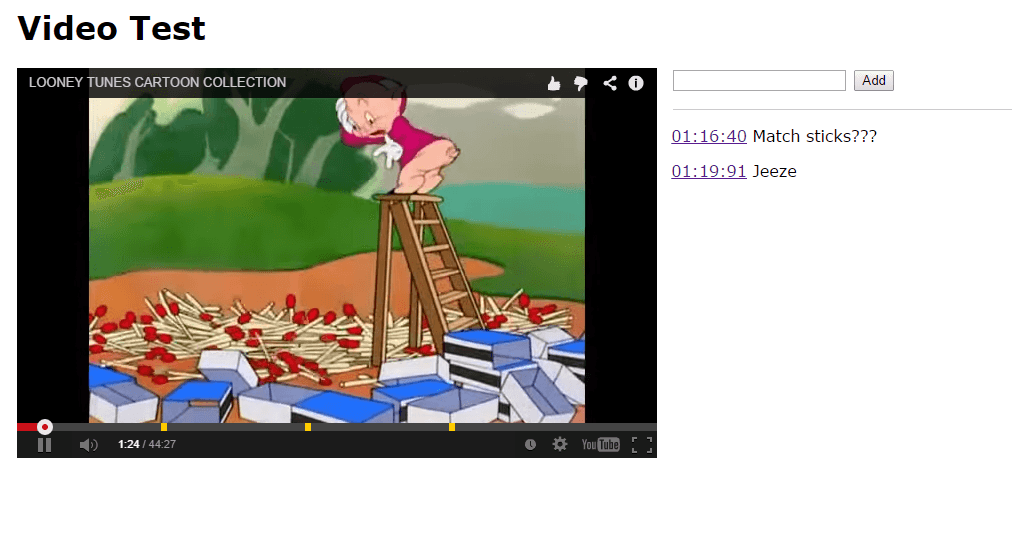 Video Test
LOONEY TUNES CARTOON COLLECTION
Add
01:16:40 Match sticks???
01:19:91 Jeeze
1:24 / 44:27
YouTube